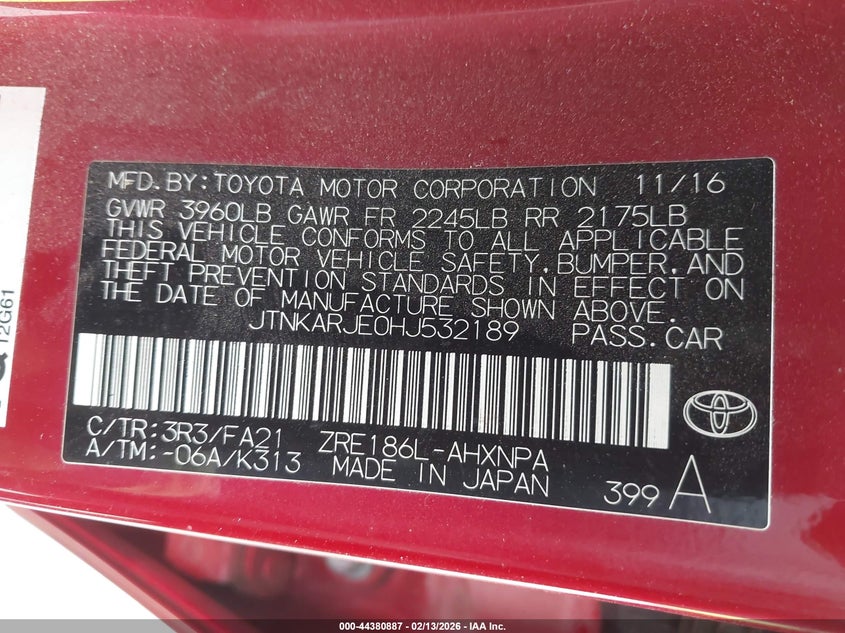 MFD.BY:TOYOTA MOTOR CORPORATION 11/16
GVWR 3960LB GAWR FR 2245LB RR 2175LB
THIS VEHICLE CONFORMS TO ALL APPLICABLE
FEDERAL MOTOR VEHICLE SAFETY,BUMPER,AND
THEFT PREVENTION STANDARDS IN EFFECT ON
THE DATE OF MANUFACTURE SHOWN ABOVE.
JTNKARJE0HJ532189 PASS.CAR
C/TR:3R3/FA21 ZRE186L-AHXNPA
A/TM:-06A/K313 MADE IN JAPAN
399 A
12G61
000-44380887 - 02/13/2026 - IAA Inc.